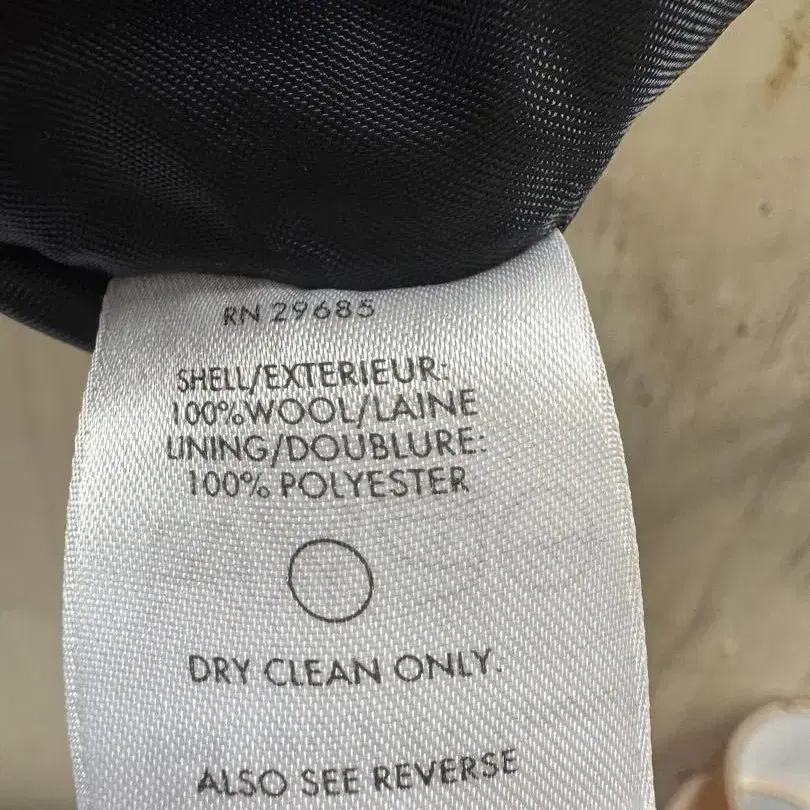 RN 29685
SHELL/EXTERIEUR:
100%WOOL/LAINE
LINING/DOUBLURE:
100% POLYESTER
DRY CLEAN ONLY.
ALSO SEE REVERSE